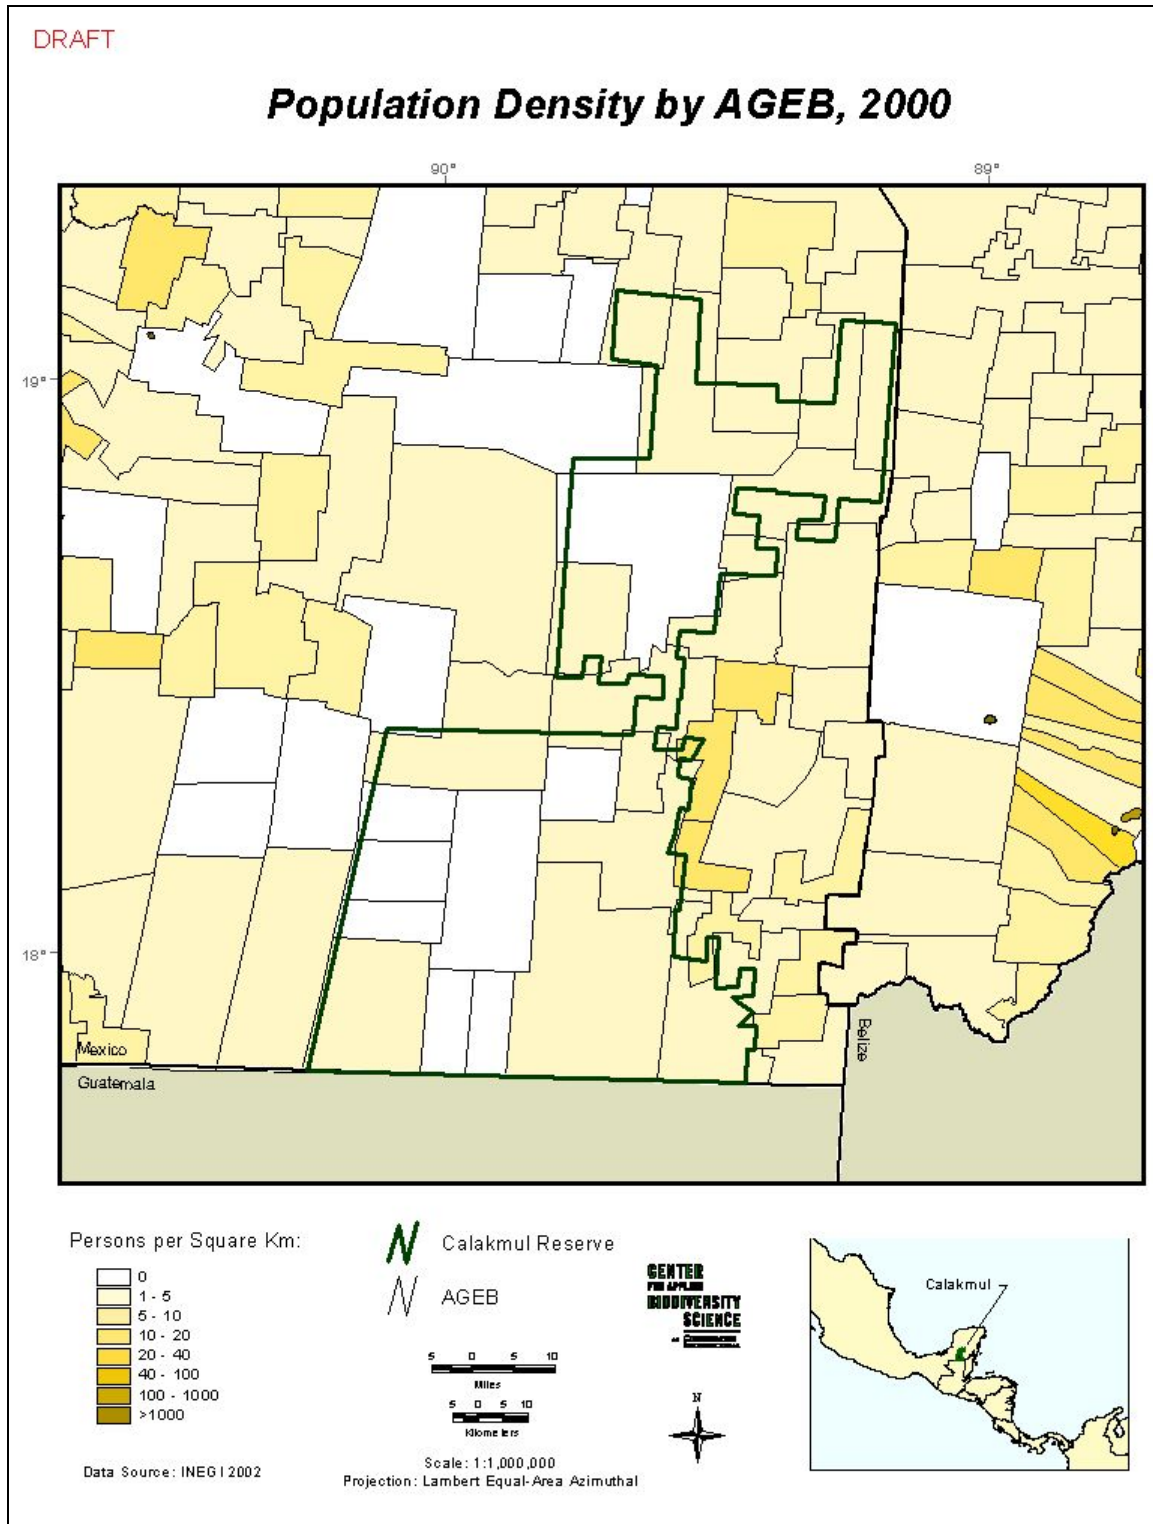 DRAFT
Population Density by AGEB, 2000
90° 89°
19°
18°
Mexico
Guatemala
Belize
Persons per Square Km:
0
1 - 5
5 - 10
10 - 20
20 - 40
40 - 100
100 - 1000
>1000
Data Source: INEGI 2002
Calakmul Reserve
AGEB
5 0 5 10
Miles
5 0 5 10
Kilometers
Scale: 1:1,000,000
Projection: Lambert Equal-Area Azimuthal
CENTER
FOR APPLIED
BIODIVERSITY
SCIENCE
N
Calakmul